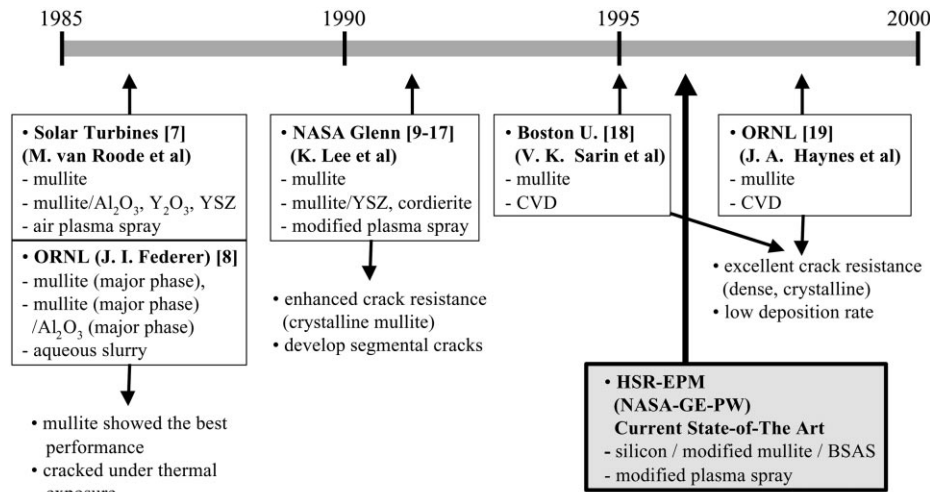 1985
1990
1995
2000
• Solar Turbines [7]
(M. van Roode et al)
- mullite
- mullite/Al₂O₃, Y₂O₃, YSZ
- air plasma spray
• ORNL (J. I. Federer) [8]
- mullite (major phase),
- mullite (major phase)
/Al₂O₃ (major phase)
- aqueous slurry
• mullite showed the best
performance
• cracked under thermal
exposure
• NASA Glenn [9-17]
(K. Lee et al)
- mullite
- mullite/YSZ, cordierite
- modified plasma spray
• enhanced crack resistance
(crystalline mullite)
• develop segmental cracks
• Boston U. [18]
(V. K. Sarin et al)
- mullite
- CVD
• ORNL [19]
(J. A. Haynes et al)
- mullite
- CVD
• excellent crack resistance
(dense, crystalline)
• low deposition rate
• HSR-EPM
(NASA-GE-PW)
Current State-of-The Art
- silicon / modified mullite / BSAS
- modified plasma spray